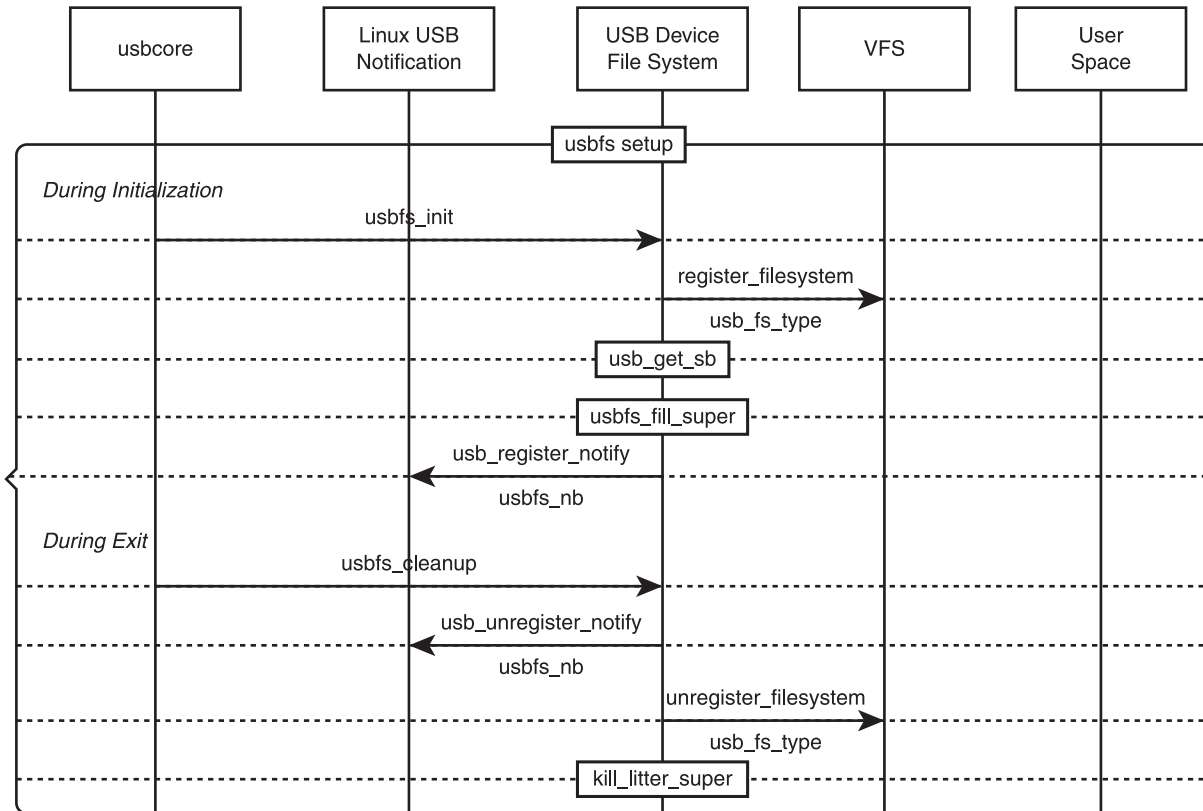 usbcore
Linux USB
Notification
USB Device
File System
VFS
User
Space
usbfs setup
During Initialization
usbfs_init
register_filesystem
usb_fs_type
usb_get_sb
usbfs_fill_super
usb_register_notify
usbfs_nb
During Exit
usbfs_cleanup
usb_unregister_notify
usbfs_nb
unregister_filesystem
usb_fs_type
kill_litter_super